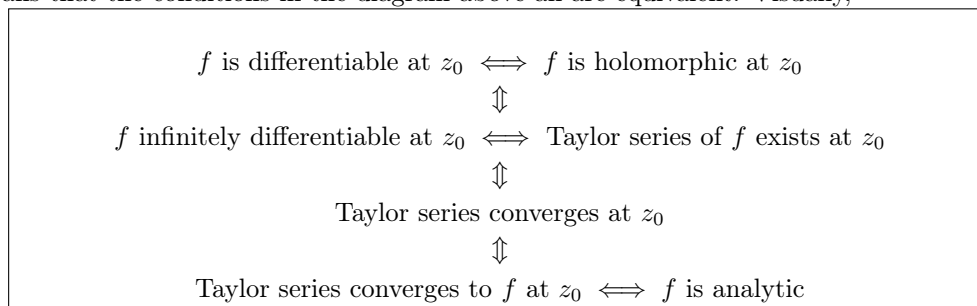 that the conditions in the diagram above all are equivalent. Visually,
f is differentiable at z₀ ⟺ f is holomorphic at z₀
⇕
f infinitely differentiable at z₀ ⟺ Taylor series of f exists at z₀
⇕
Taylor series converges at z₀
⇕
Taylor series converges to f at z₀ ⟺ f is analytic